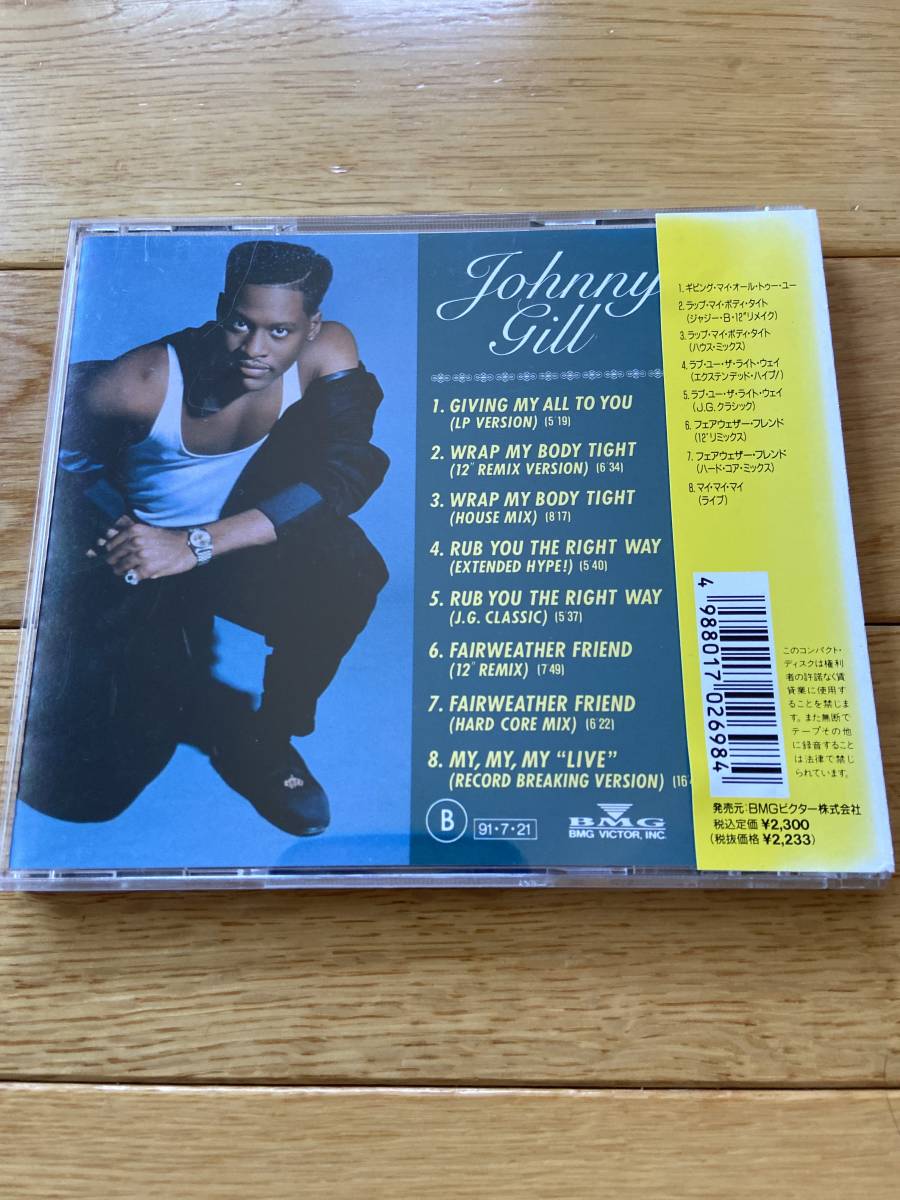 Johnny
Gill
1. GIVING MY ALL TO YOU
(LP VERSION) (5 19)
2. WRAP MY BODY TIGHT
(12" REMIX VERSION) (6 34)
3. WRAP MY BODY TIGHT
(HOUSE MIX) (8 17)
4. RUB YOU THE RIGHT WAY
(EXTENDED HYPE!) (5 40)
5. RUB YOU THE RIGHT WAY
(J.G. CLASSIC) (5 37)
6. FAIRWEATHER FRIEND
(12" REMIX) (7 49)
7. FAIRWEATHER FRIEND
(HARD CORE MIX) (6 22)
8. MY, MY, MY “LIVE”
(RECORD BREAKING VERSION) (16
B
91・7・21
BMG
BMG VICTOR, INC.
1. ギビング・マイ・オール・トゥー・ユー
2. ラップ・マイ・ボディ・タイト
(ジャジー・B・12"リメイク)
3. ラップ・マイ・ボディ・タイト
(ハウス・ミックス)
4. ラブ・ユー・ザ・ライト・ウェイ
(エクステンデッド・ハイプ!)
5. ラブ・ユー・ザ・ライト・ウェイ
(J.G.クラシック)
6. フェアウェザー・フレンド
(12"リミックス)
7. フェアウェザー・フレンド
(ハード・コア・ミックス)
8. マイ・マイ・マイ
(ライブ)
4 988017 026984
このコンパクト・
ディスクは権利
者の許諾なく賃
貸業に使用す
ることを禁じま
す。また無断で
テープその他
に録音すること
は法律で禁じ
られています。
発売元:BMGビクター株式会社
税込定価¥2,300
(税抜価格¥2,233)